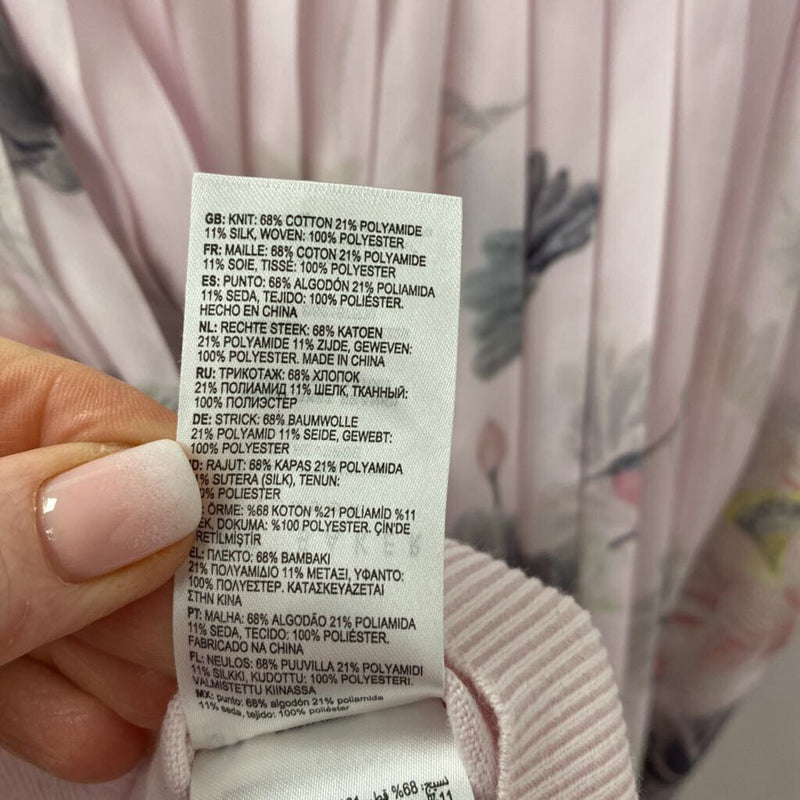 GB: KNIT: 68% COTTON 21% POLYAMIDE
11% SILK, WOVEN: 100% POLYESTER
FR: MAILLE: 68% COTON 21% POLYAMIDE
11% SOIE, TISSÉ: 100% POLYESTER
ES: PUNTO: 68% ALGODÓN 21% POLIAMIDA
11% SEDA, TEJIDO: 100% POLIÉSTER.
HECHO EN CHINA
NL: RECHTE STEEK: 68% KATOEN
21% POLYAMIDE 11% ZIJDE, GEWEVEN:
100% POLYESTER. MADE IN CHINA
RU: ТРИКОТАЖ: 68% ХЛОПОК
21% ПОЛИАМИД 11% ШЕЛК, ТКАННЫЙ:
100% ПОЛИЭСТЕР
DE: STRICK: 68% BAUMWOLLE
21% POLYAMID 11% SEIDE, GEWEBT:
100% POLYESTER
RAJUT: 68% KAPAS 21% POLYAMIDA
SUTERA (SILK), TENUN:
POLIESTER
ÖRME: %68 KOTON %21 POLİAMİD %11
DOKUMA: %100 POLYESTER. ÇİN'DE
RETİLMİŞTİR
EL: ΠΛΕΚΤΟ: 68% ΒΑΜΒΑΚΙ
21% ΠΟΛΥΑΜΙΔΙΟ 11% ΜΕΤΑΞΙ, ΥΦΑΝΤΟ:
100% ΠΟΛΥΕΣΤΕΡ. ΚΑΤΑΣΚΕΥΑΖΕΤΑΙ
ΣΤΗΝ ΚΙΝΑ
PT: MALHA: 68% ALGODÃO 21% POLIAMIDA
11% SEDA, TECIDO: 100% POLIÉSTER.
FABRICADO NA CHINA
FL: NEULOS: 68% PUUVILLA 21% POLYAMIDI
11% SILKKI, KUDOTTU: 100% POLYESTERI.
VALMISTETTU KIINASSA
MX: punto: 68% algodón 21% poliamida
11% seda, tejido: 100% poliéster
نسيج: 68%